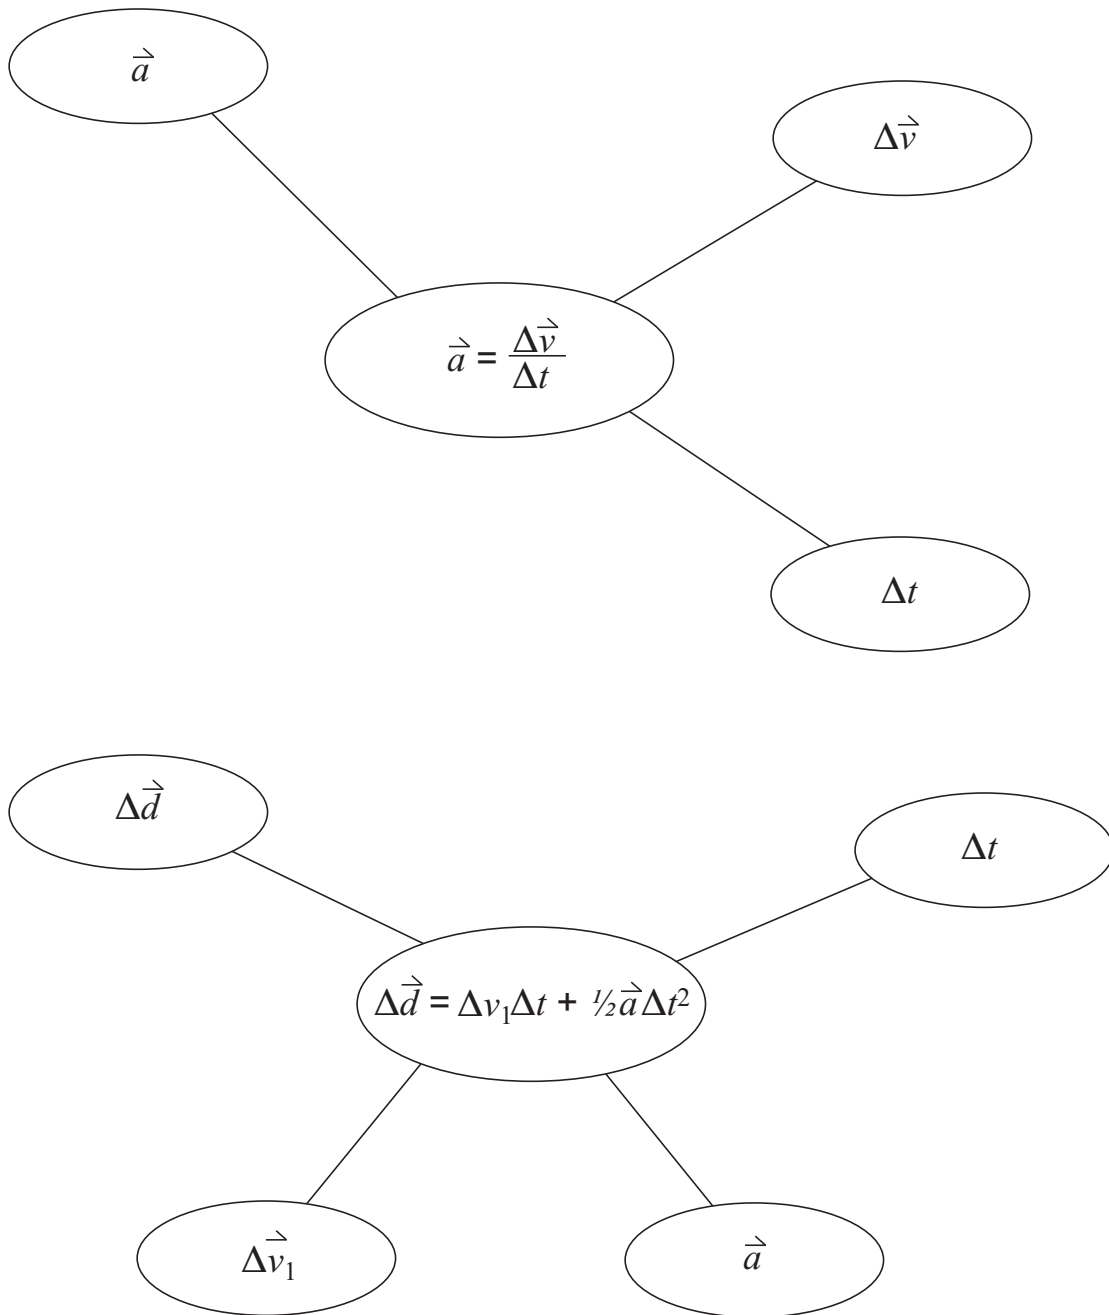 a⃗
Δv⃗
a⃗ = Δv⃗ / Δt
Δt
Δd⃗
Δt
Δd⃗ = Δv₁Δt + ½a⃗Δt²
Δv⃗₁
a⃗